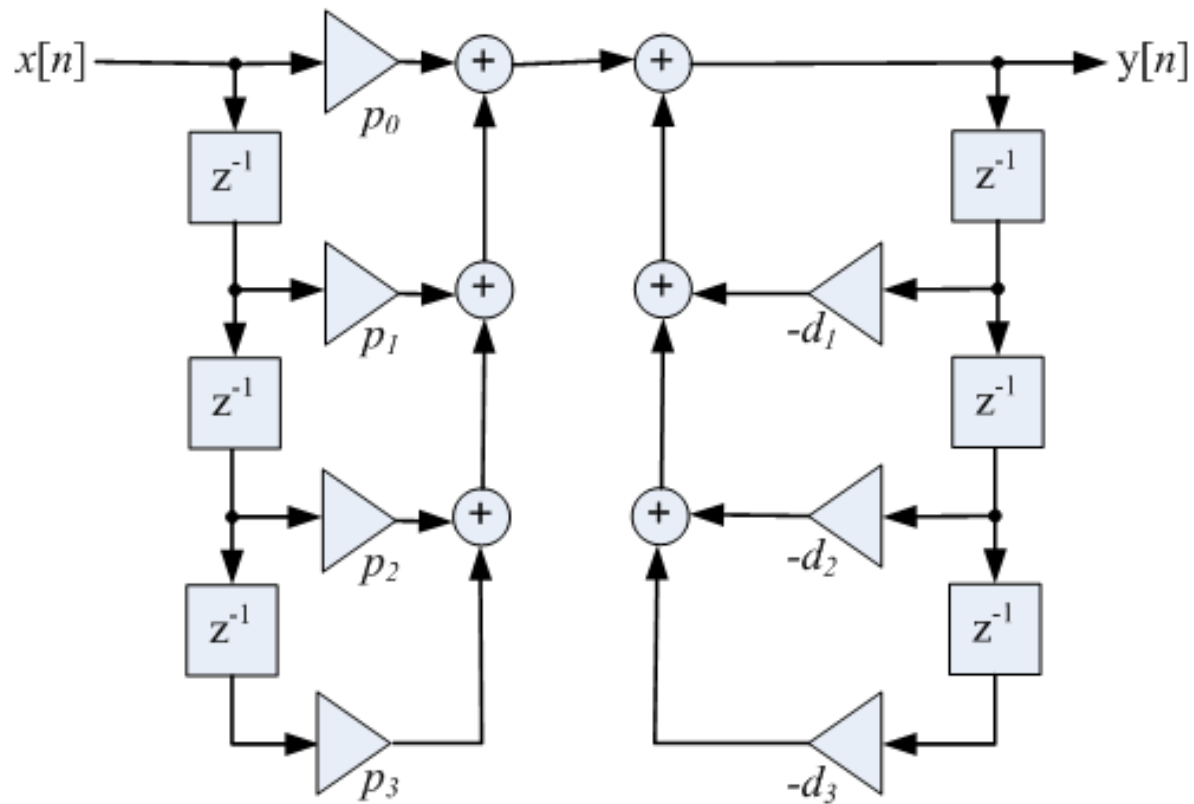 x[n] p₀ + + y[n]
z⁻¹ z⁻¹
p₁ + + -d₁
z⁻¹ z⁻¹
p₂ + + -d₂
z⁻¹ z⁻¹
p₃ -d₃